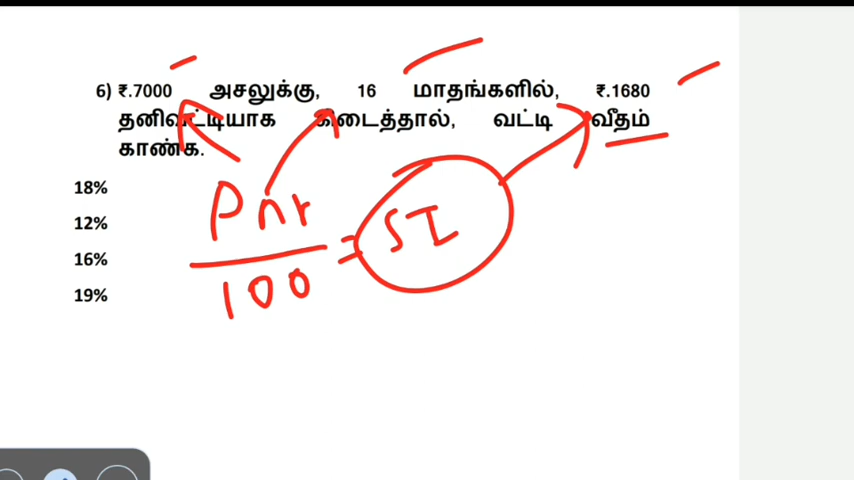 6) ₹.7000 அசலுக்கு, 16 மாதங்களில், ₹.1680
தனிவட்டியாக கிடைத்தால், வட்டி வீதம்
காண்க.
18%
12%
16%
19%
Pnr
100
= SI